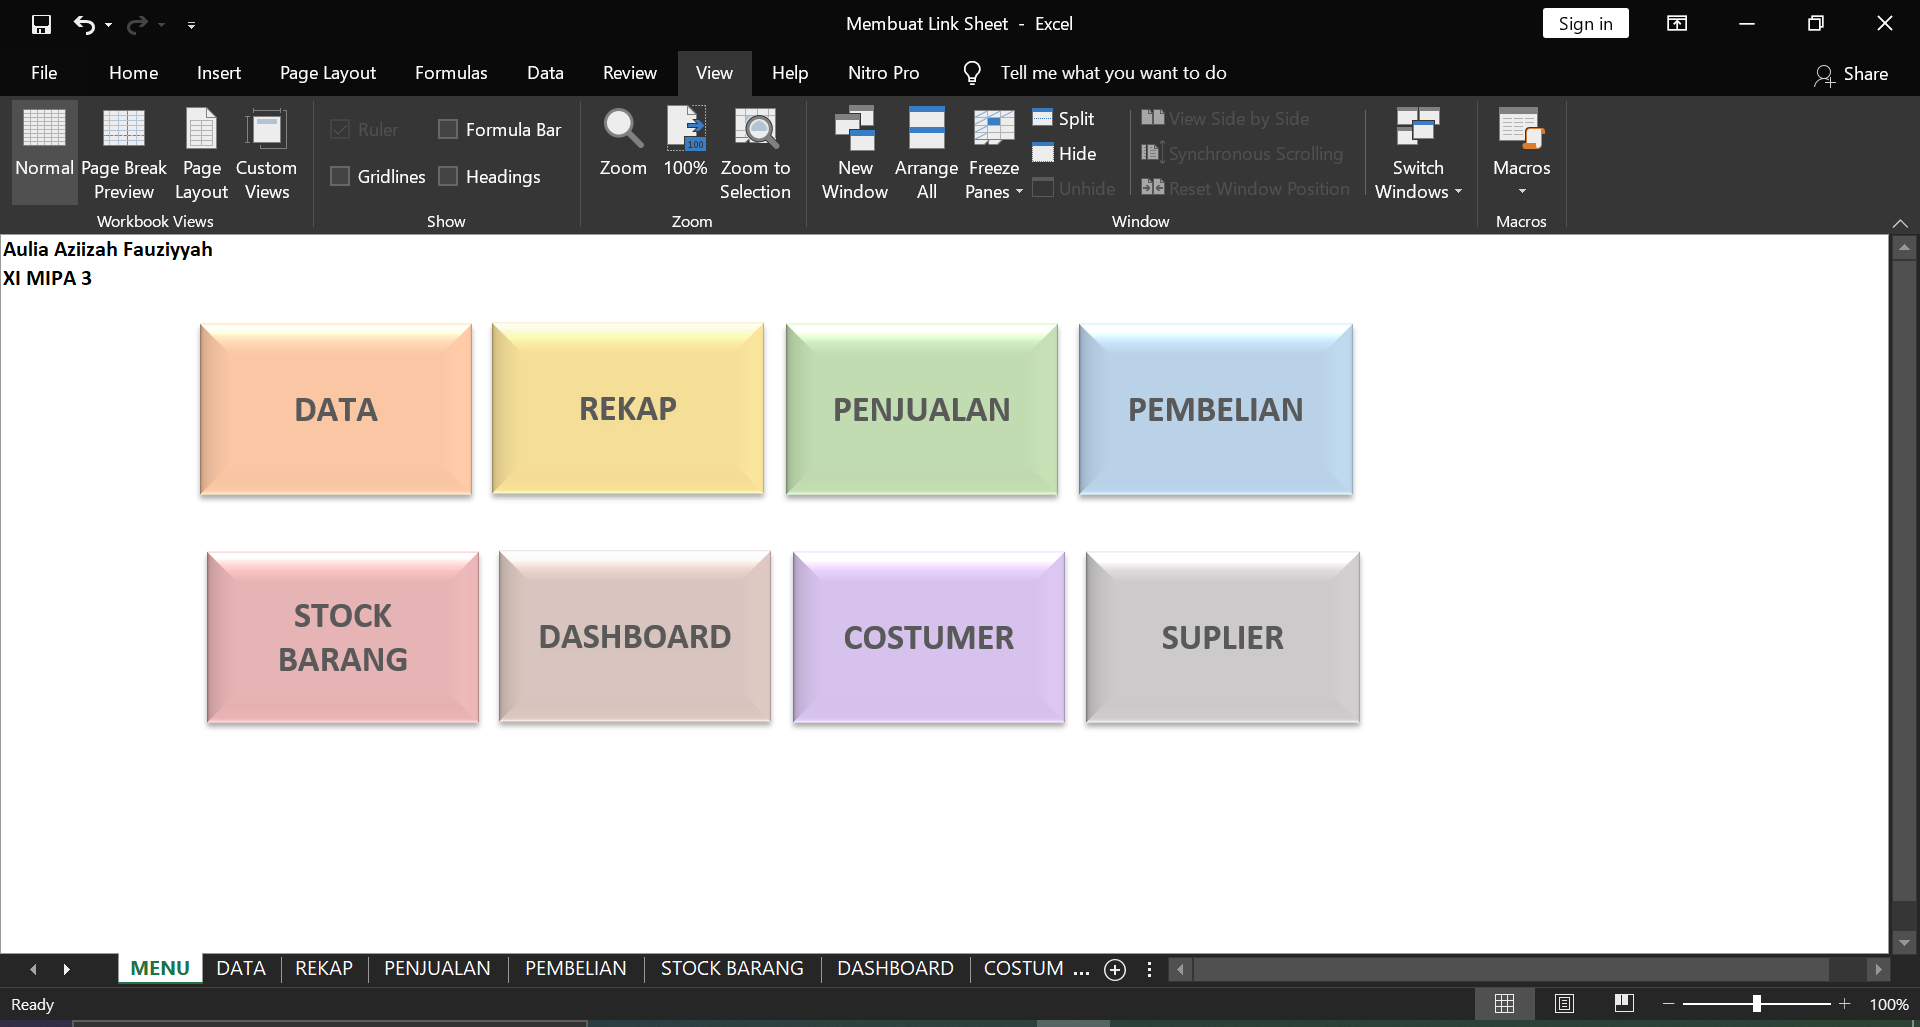 Membuat Link Sheet - Excel
Sign in
File Home Insert Page Layout Formulas Data Review View Help Nitro Pro Tell me what you want to do Share
Normal
Page Break
Preview
Page
Layout
Custom
Views
Workbook Views
Ruler
Formula Bar
Gridlines
Headings
Show
Zoom
100
100%
Zoom to
Selection
Zoom
New
Window
Arrange
All
Freeze
Panes
Split
Hide
Unhide
View Side by Side
Synchronous Scrolling
Reset Window Position
Window
Switch
Windows
Macros
Macros
Aulia Aziizah Fauziyyah
XI MIPA 3
DATA
REKAP
PENJUALAN
PEMBELIAN
STOCK
BARANG
DASHBOARD
COSTUMER
SUPLIER
MENU DATA REKAP PENJUALAN PEMBELIAN STOCK BARANG DASHBOARD COSTUM ...
Ready
100%